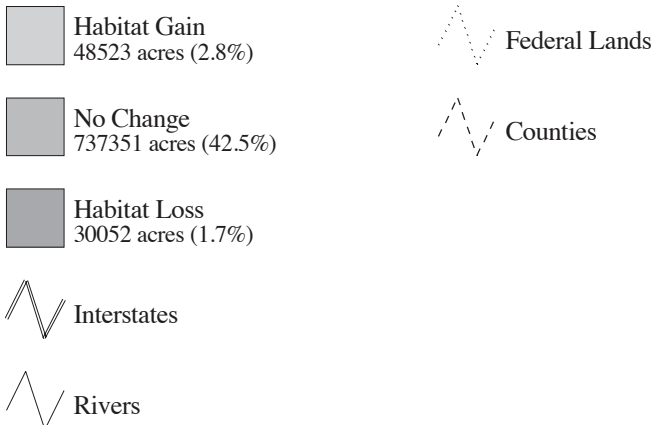 Habitat Gain
48523 acres (2.8%)
No Change
737351 acres (42.5%)
Habitat Loss
30052 acres (1.7%)
Interstates
Rivers
Federal Lands
Counties